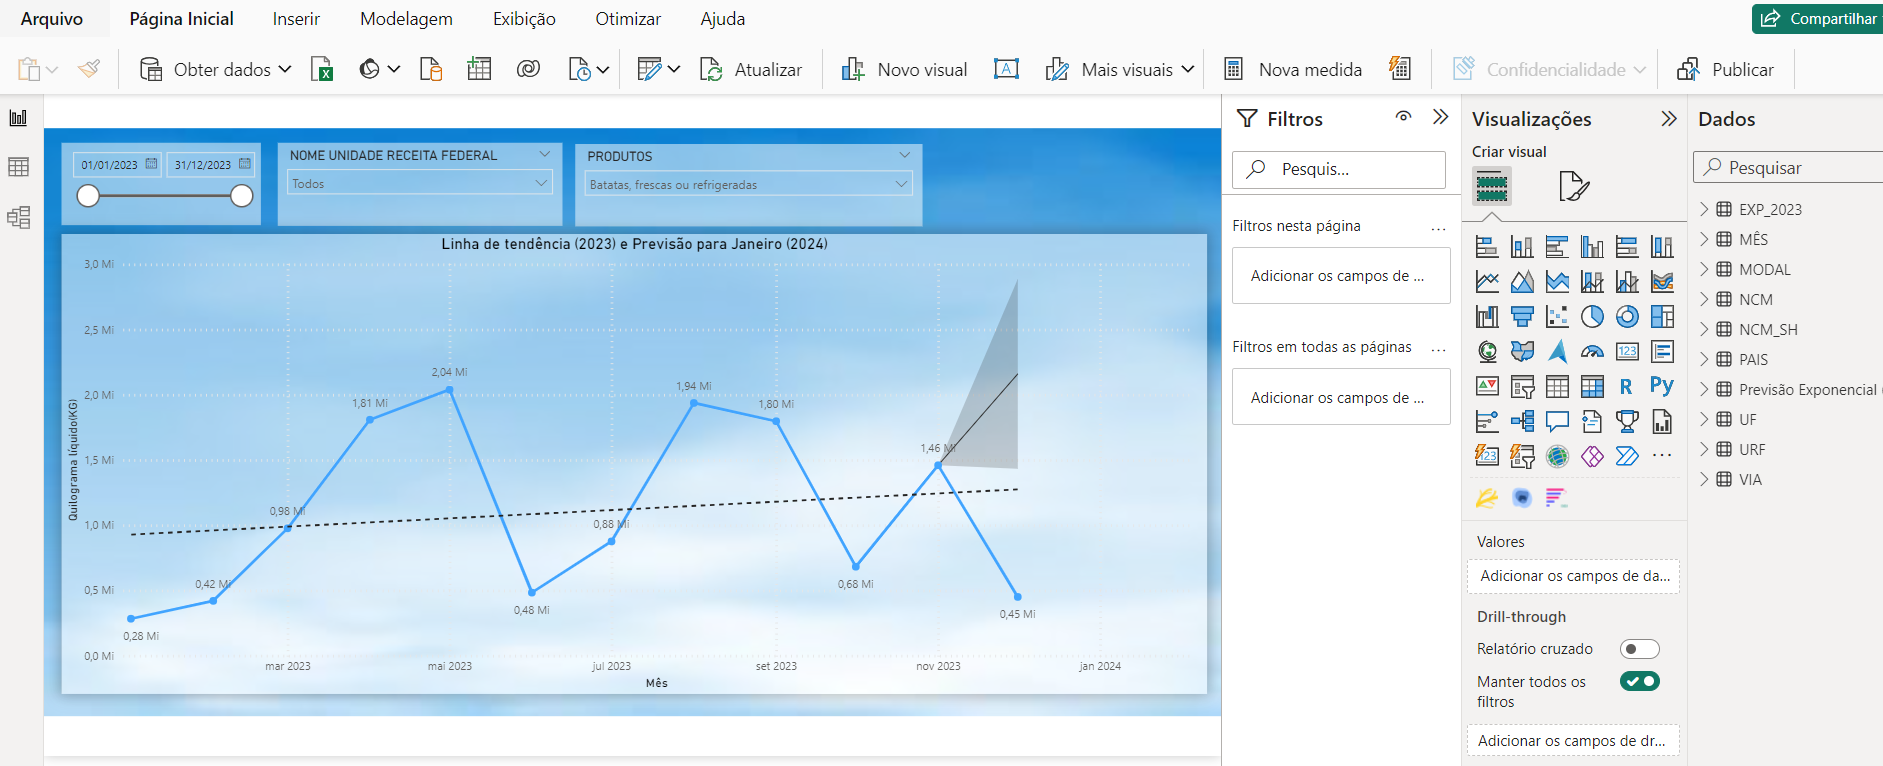 Arquivo
Página Inicial
Inserir
Modelagem
Exibição
Otimizar
Ajuda
Compartilhar
Obter dados
Atualizar
Novo visual
Mais visuais
Nova medida
Confidencialidade
Publicar
01/01/2023
31/12/2023
NOME UNIDADE RECEITA FEDERAL
Todos
PRODUTOS
Batatas, frescas ou refrigeradas
Linha de tendência (2023) e Previsão para Janeiro (2024)
Quilograma líquido(KG)
3,0 Mi
2,5 Mi
2,0 Mi
1,5 Mi
1,0 Mi
0,5 Mi
0,0 Mi
0,28 Mi
0,42 Mi
0,98 Mi
1,81 Mi
2,04 Mi
0,48 Mi
0,88 Mi
1,94 Mi
1,80 Mi
0,68 Mi
1,46 Mi
0,45 Mi
mar 2023
mai 2023
jul 2023
set 2023
nov 2023
jan 2024
Mês
Filtros
Pesquis...
Filtros nesta página
...
Adicionar os campos de ...
Filtros em todas as páginas
...
Adicionar os campos de ...
Visualizações
Criar visual
123
R
Py
123
...
Valores
Adicionar os campos de da...
Drill-through
Relatório cruzado
Manter todos os
filtros
Adicionar os campos de dr...
Dados
Pesquisar
EXP_2023
MÊS
MODAL
NCM
NCM_SH
PAIS
Previsão Exponencial
UF
URF
VIA